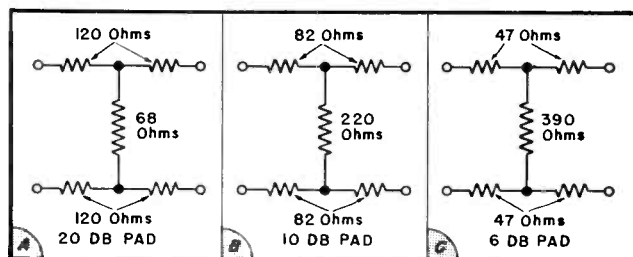 120 Ohms
68
Ohms
120 Ohms
A
20 DB PAD
82 Ohms
220
Ohms
82 Ohms
B
10 DB PAD
47 Ohms
390
Ohms
47 Ohms
C
6 DB PAD